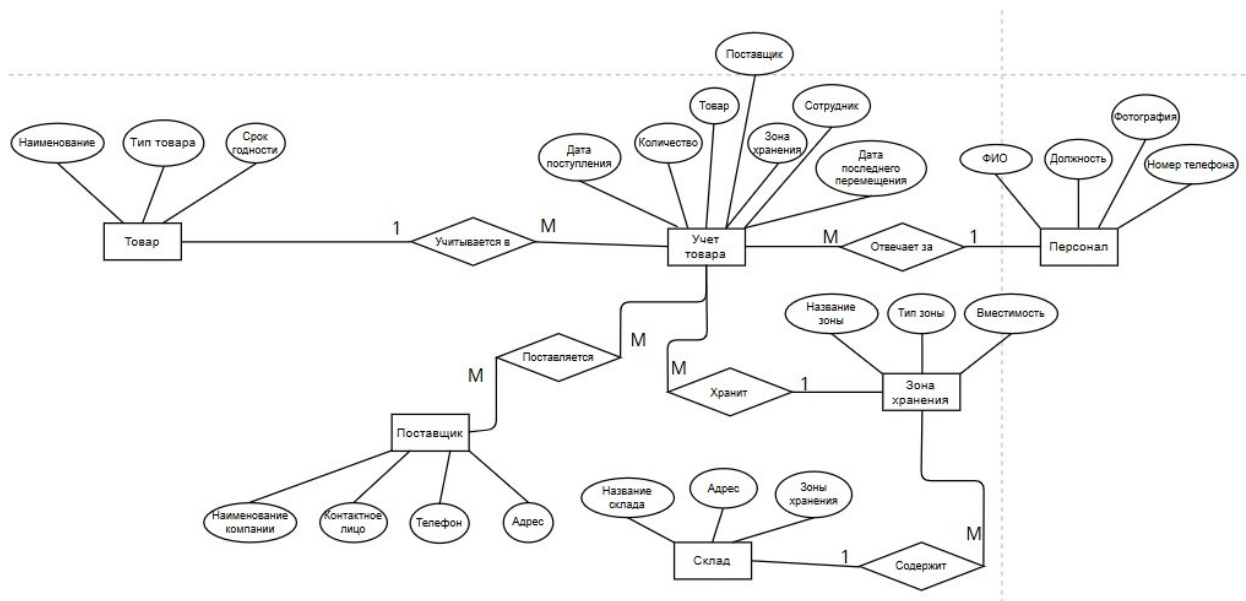 Поставщик
Товар
Сотрудник
Количество
Зона
хранения
Дата
поступления
Дата
последнего
перемещения
Наименование
Тип товара
Срок
годности
Фотография
ФИО
Должность
Номер телефона
Товар
1
Учитывается в
М
Учет
товара
М
Отвечает за
1
Персонал
Название
зоны
Тип зоны
Вместимость
М
Поставляется
М
М
Хранит
1
Зона
хранения
Поставщик
Наименование
компании
Контактное
лицо
Телефон
Адрес
Название
склада
Адрес
Зоны
хранения
Склад
1
Содержит
М